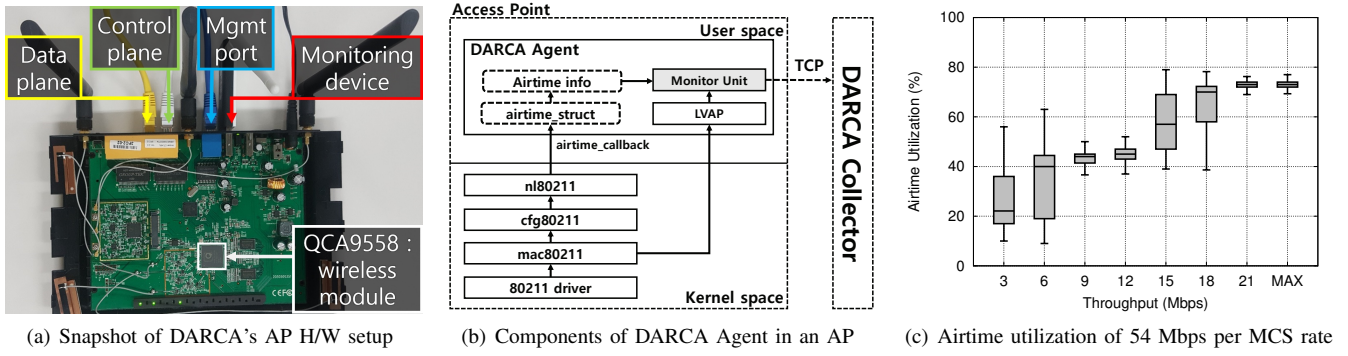 Data
plane
Control
plane
Mgmt
port
Monitoring
device
QCA9558 :
wireless
module
(a) Snapshot of DARCA's AP H/W setup
Access Point
User space
DARCA Agent
Airtime info
Monitor Unit
TCP
airtime_struct
LVAP
airtime_callback
nl80211
cfg80211
mac80211
80211 driver
Kernel space
DARCA Collector
(b) Components of DARCA Agent in an AP
Airtime Utilization (%)
100
80
60
40
20
0
3 6 9 12 15 18 21 MAX
Throughput (Mbps)
(c) Airtime utilization of 54 Mbps per MCS rate